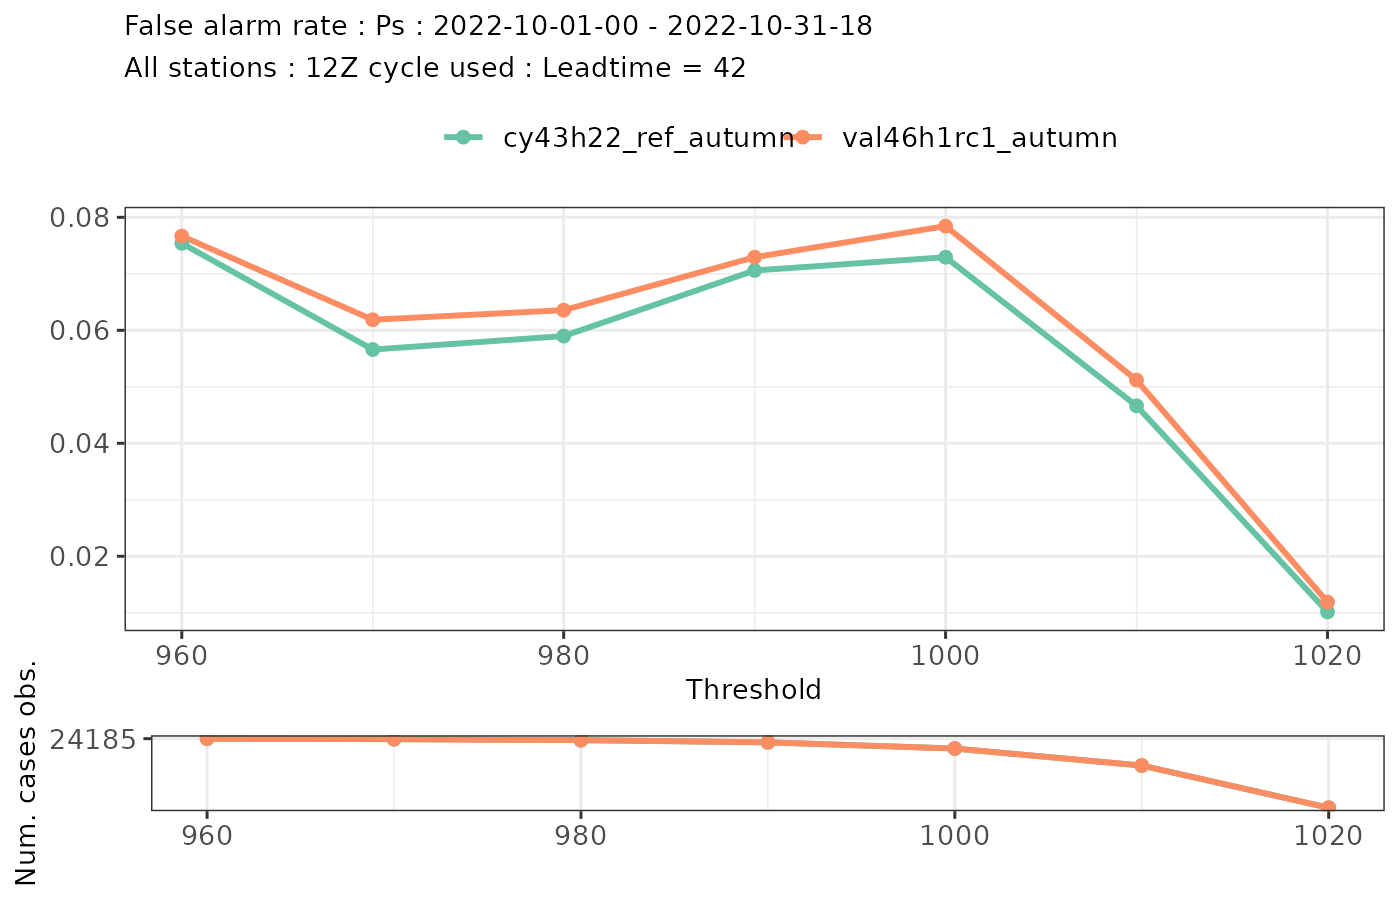 False alarm rate : Ps : 2022-10-01-00 - 2022-10-31-18
All stations : 12Z cycle used : Leadtime = 42
cy43h22_ref_autumn val46h1rc1_autumn
0.08
0.06
0.04
0.02
960 980 1000 1020
Threshold
Num. cases obs.
24185
960 980 1000 1020